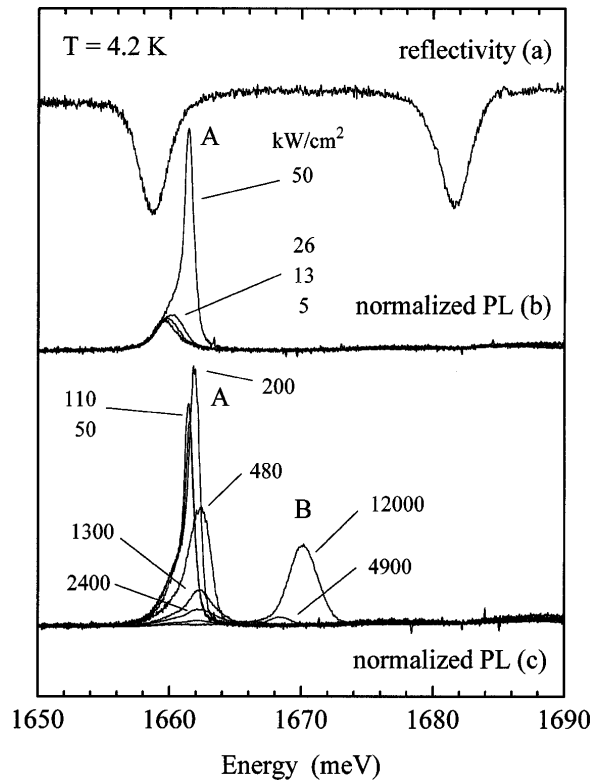 T = 4.2 K
reflectivity (a)
A
kW/cm²
50
26
13
5
normalized PL (b)
110
50
200
A
480
B
12000
1300
4900
2400
normalized PL (c)
1650 1660 1670 1680 1690
Energy (meV)